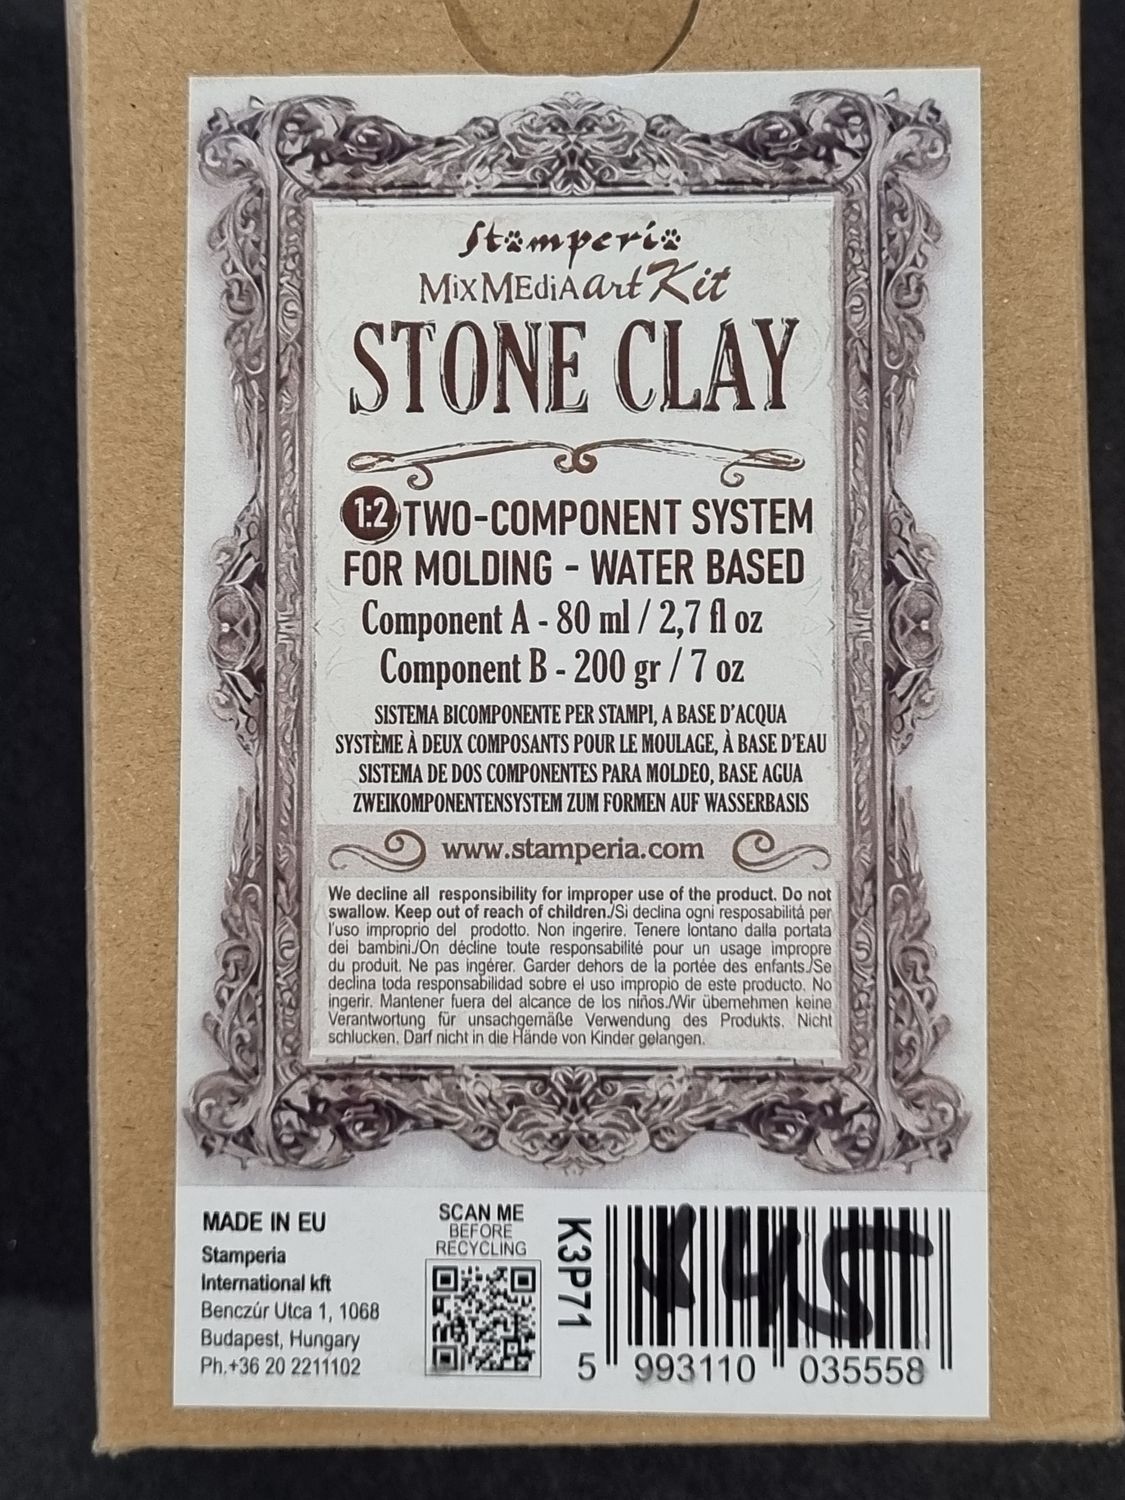 Stamperia
MixMEdiA art Kit
STONE CLAY
1:2 TWO-COMPONENT SYSTEM
FOR MOLDING - WATER BASED
Component A - 80 ml / 2,7 fl oz
Component B - 200 gr / 7 oz
SISTEMA BICOMPONENTE PER STAMPI, A BASE D'ACQUA
SYSTÈME À DEUX COMPOSANTS POUR LE MOULAGE, À BASE D'EAU
SISTEMA DE DOS COMPONENTES PARA MOLDEO, BASE AGUA
ZWEIKOMPONENTENSYSTEM ZUM FORMEN AUF WASSERBASIS
www.stamperia.com
We decline all responsibility for improper use of the product. Do not
swallow. Keep out of reach of children./Si declina ogni resposabilitá per
l'uso improprio del prodotto. Non ingerire. Tenere lontano dalla portata
dei bambini./On décline toute responsabilité pour un usage impropre
du produit. Ne pas ingérer. Garder dehors de la portée des enfants./Se
declina toda responsabilidad sobre el uso impropio de este producto. No
ingerir. Mantener fuera del alcance de los niños./Wir übernehmen keine
Verantwortung für unsachgemäße Verwendung des Produkts. Nicht
schlucken. Darf nicht in die Hände von Kinder gelangen.
MADE IN EU
Stamperia
International kft
Benczúr Utca 1, 1068
Budapest, Hungary
Ph.+36 20 2211102
SCAN ME
BEFORE
RECYCLING
K3P71
5 993110 035558